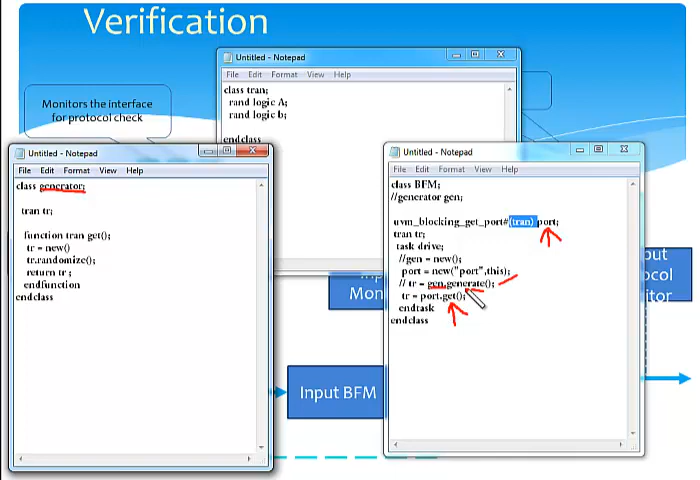 Verification
Monitors the interface
for protocol check
Untitled - Notepad
File Edit Format View Help
class tran;
rand logic A;
rand logic b;
endclass
Untitled - Notepad
File Edit Format View Help
class generator;
tran tr;
function tran get();
tr = new()
tr.randomize();
return tr ;
endfunction
endclass
Untitled - Notepad
File Edit Format View Help
class BFM;
//generator gen;
uvm_blocking_get_port#(tran) port;
tran tr;
task drive;
//gen = new();
port = new("port",this);
// tr = gen.generate();
tr = port.get();
endtask
endclass
Mon
Input BFM